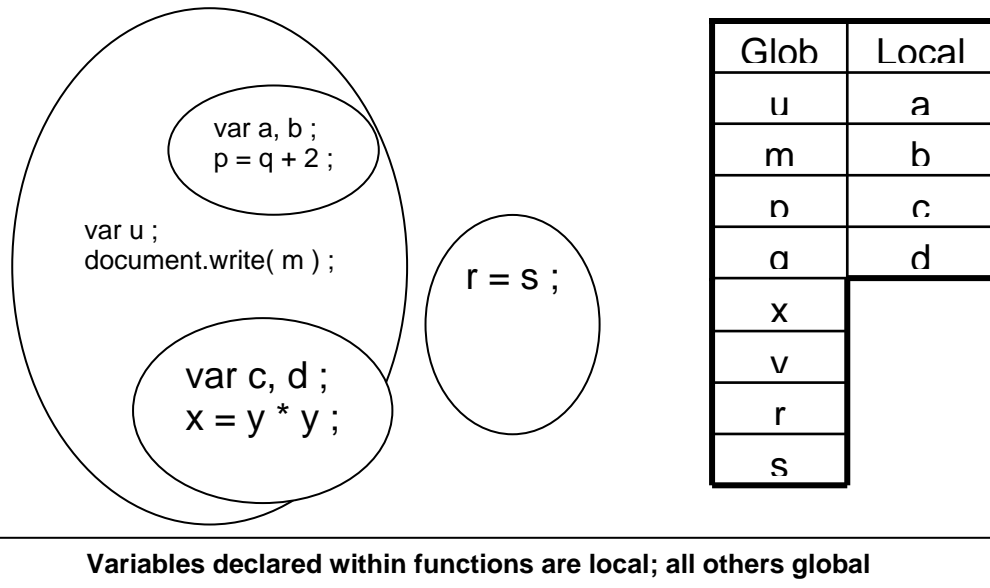 var a, b ;
p = q + 2 ;
var u ;
document.write( m ) ;
r = s ;
var c, d ;
x = y * y ;
Glob Local
u a
m b
p c
q d
x
y
r
s
Variables declared within functions are local; all others global